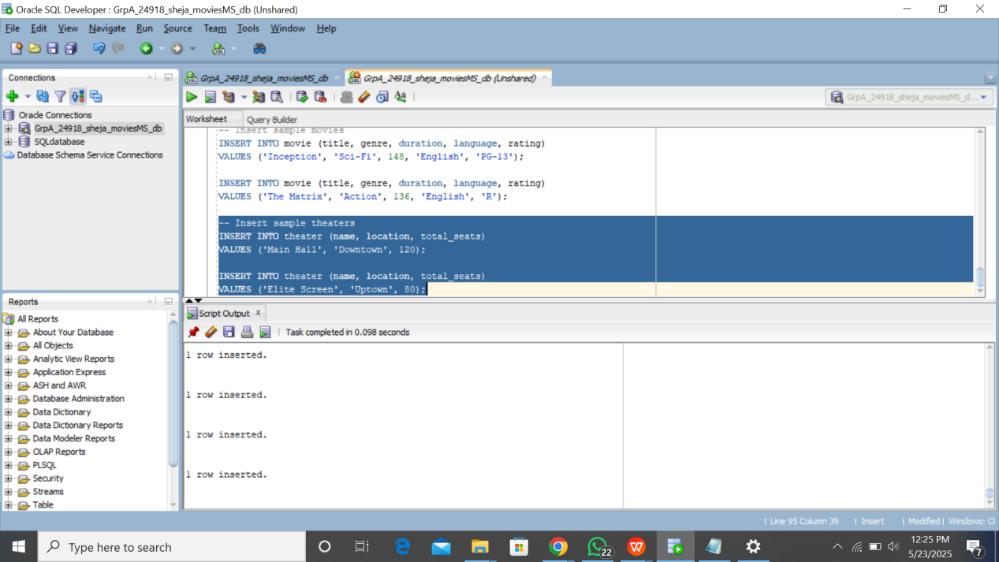 Oracle SQL Developer : GrpA_24918_sheja_moviesMS_db (Unshared)
File Edit View Navigate Run Source Team Tools Window Help
Connections
Oracle Connections
GrpA_24918_sheja_moviesMS_db
SQLdatabase
Database Schema Service Connections
Reports
All Reports
About Your Database
All Objects
Analytic View Reports
Application Express
ASH and AWR
Database Administration
Data Dictionary
Data Dictionary Reports
Data Modeler Reports
OLAP Reports
PLSQL
Security
Streams
Table
GrpA_24918_sheja_moviesMS_db
GrpA_24918_sheja_moviesMS_db (Unshared)
GrpA_24918_sheja_moviesMS_d...
Worksheet Query Builder
-- Insert sample movies
INSERT INTO movie (title, genre, duration, language, rating)
VALUES ('Inception', 'Sci-Fi', 148, 'English', 'PG-13');
INSERT INTO movie (title, genre, duration, language, rating)
VALUES ('The Matrix', 'Action', 136, 'English', 'R');
-- Insert sample theaters
INSERT INTO theater (name, location, total_seats)
VALUES ('Main Hall', 'Downtown', 120);
INSERT INTO theater (name, location, total_seats)
VALUES ('Elite Screen', 'Uptown', 80);
Script Output x
Task completed in 0.098 seconds
1 row inserted.
1 row inserted.
1 row inserted.
1 row inserted.
Line 95 Column 39 | Insert | Modified | Windows:
Type here to search
22
12:25 PM
5/23/2025
7